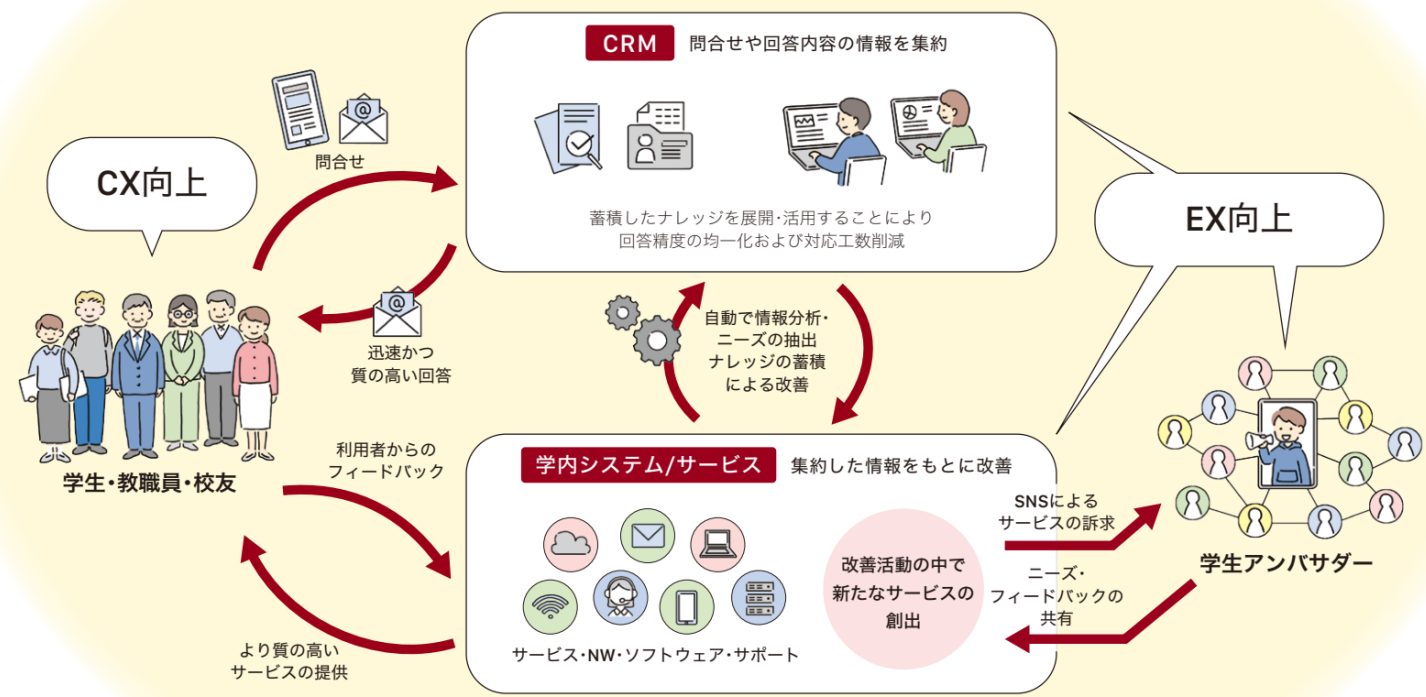 CRM 問合せや回答内容の情報を集約
問合せ
CX向上
蓄積したナレッジを展開・活用することにより
回答精度の均一化および対応工数削減
EX向上
迅速かつ
質の高い回答
自動で情報分析・
ニーズの抽出
ナレッジの蓄積
による改善
学生・教職員・校友
利用者からの
フィードバック
学内システム/サービス 集約した情報をもとに改善
サービス・NW・ソフトウェア・サポート
改善活動の中で
新たなサービスの
創出
より質の高い
サービスの提供
SNSによる
サービスの訴求
ニーズ・
フィードバックの
共有
学生アンバサダー